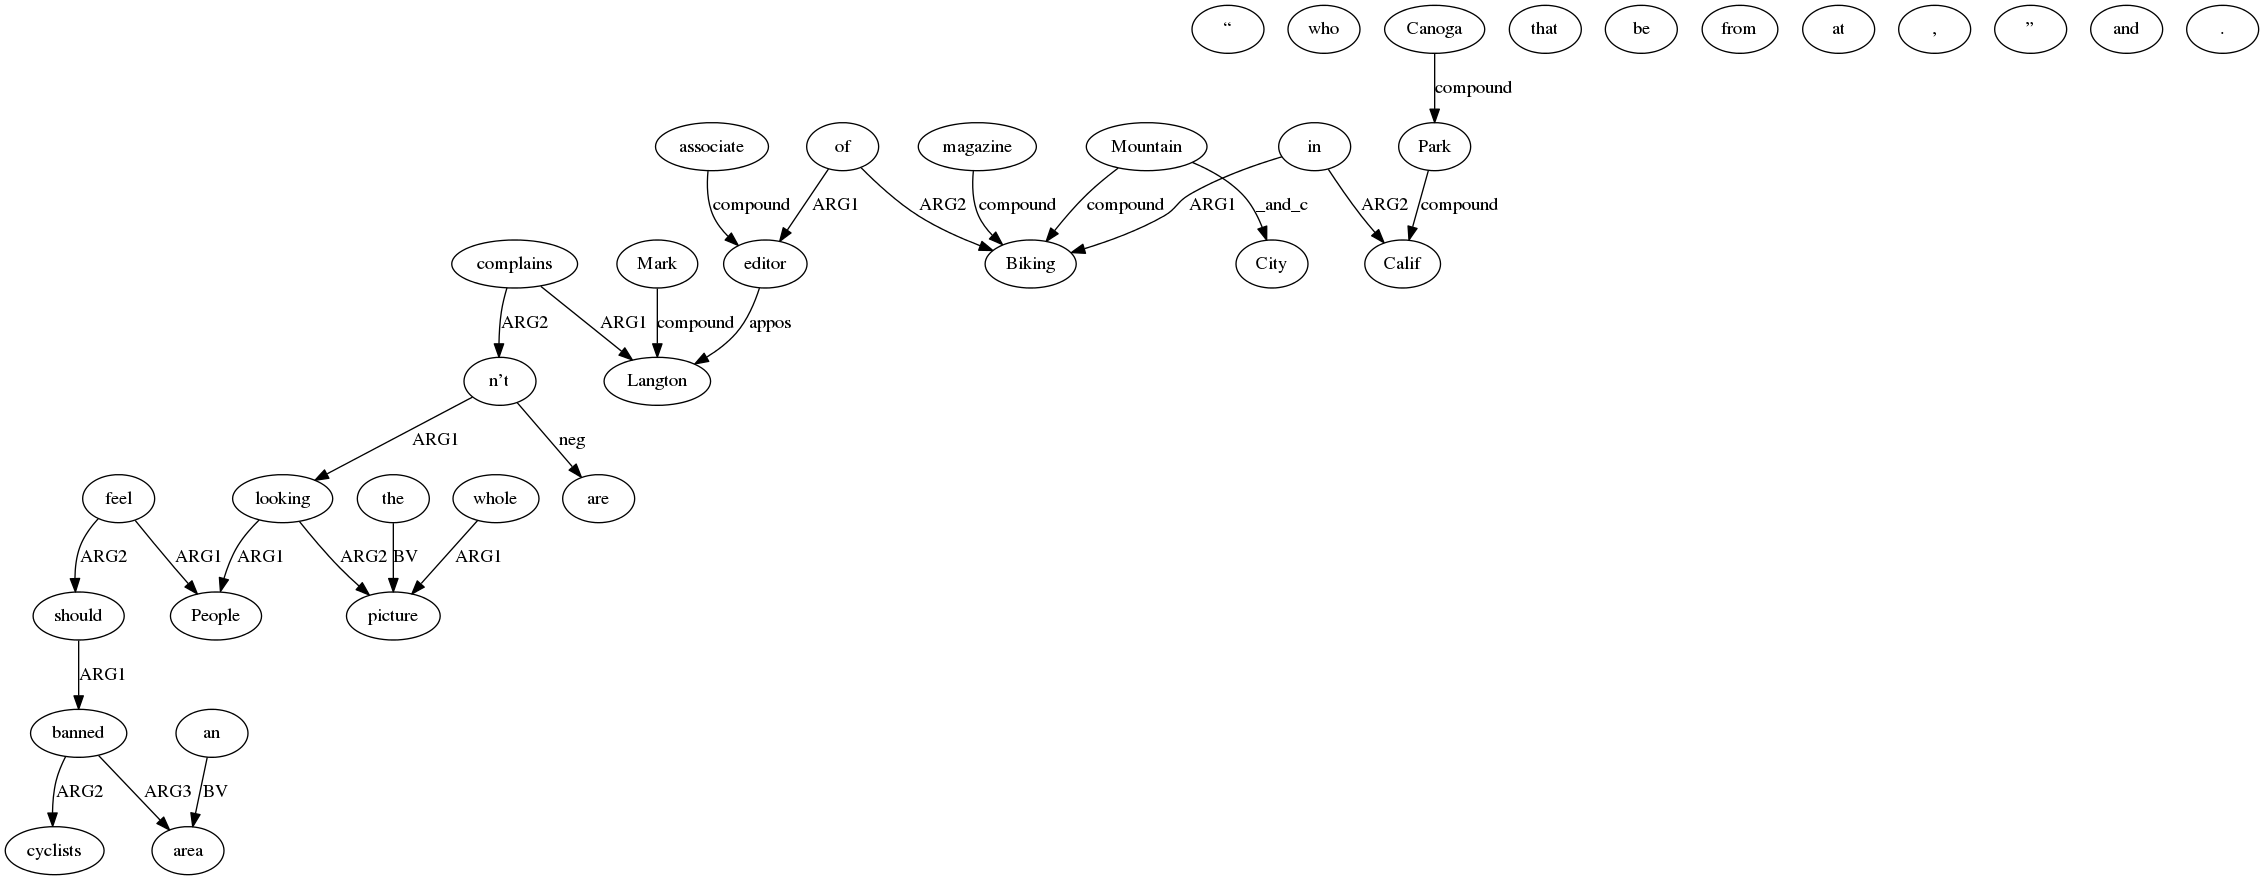 “ who Canoga that be from at , ” and .
compound
associate of magazine Mountain in Park
compound ARG1 ARG2 compound compound ARG1 _and_c ARG2 compound
complains Mark editor Biking City Calif
ARG2 ARG1 compound appos
n’t Langton
ARG1 neg
feel looking the whole are
ARG2 ARG1 ARG1 ARG2 BV ARG1
should People picture
ARG1
banned an
ARG2 ARG3 BV
cyclists area